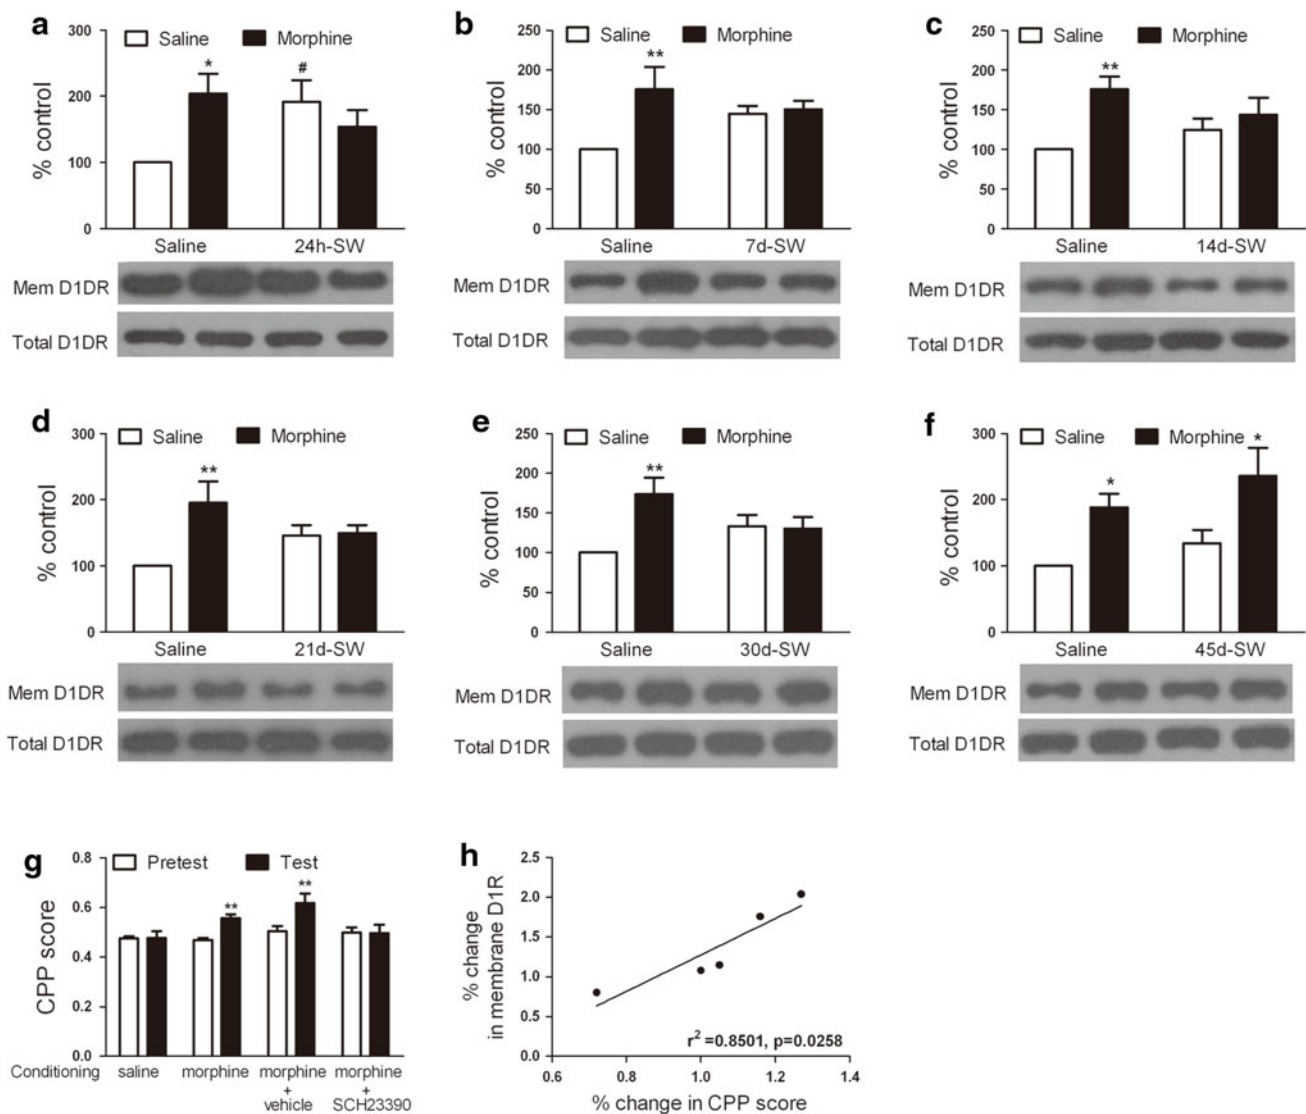 a
Saline Morphine
300
200
100
0
% control
*
#
Saline 24h-SW
Mem D1DR
Total D1DR
b
Saline Morphine
250
200
150
100
50
0
% control
**
Saline 7d-SW
Mem D1DR
Total D1DR
c
Saline Morphine
250
200
150
100
50
0
% control
**
Saline 14d-SW
Mem D1DR
Total D1DR
d
Saline Morphine
300
200
100
0
% control
**
Saline 21d-SW
Mem D1DR
Total D1DR
e
Saline Morphine
250
200
150
100
50
0
% control
**
Saline 30d-SW
Mem D1DR
Total D1DR
f
Saline Morphine
300
200
100
0
% control
*
*
Saline 45d-SW
Mem D1DR
Total D1DR
g
Pretest Test
0.8
0.6
0.4
0.2
0.0
CPP score
**
**
Conditioning saline morphine morphine morphine
+ +
vehicle SCH23390
h
2.5
2.0
1.5
1.0
0.5
0.0
% change
in membrane D1R
r² =0.8501, p=0.0258
0.6 0.8 1.0 1.2 1.4
% change in CPP score